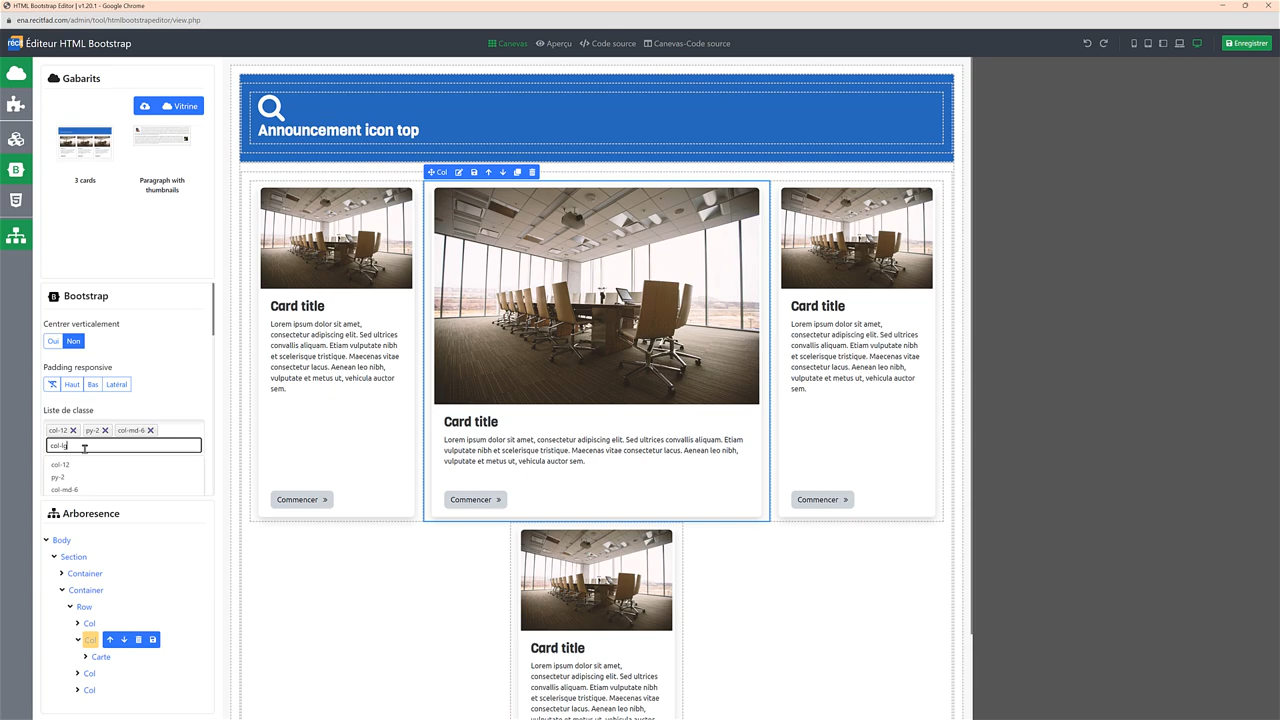 HTML Bootstrap Editor | v1.20.1 - Google Chrome
ena.recitfad.com/admin/tool/htmlbootstrapeditor/view.php
Éditeur HTML Bootstrap
Canevas
Aperçu
Code source
Canevas-Code source
Enregistrer
Gabarits
Vitrine
3 cards
Paragraph with
thumbnails
Bootstrap
Centrer verticalement
Oui
Non
Padding responsive
Haut
Bas
Latéral
Liste de classe
col-12
py-2
col-md-6
col-lg
col-12
py-2
col-md-6
Arboresence
Body
Section
Container
Container
Row
Col
Col
Carte
Col
Col
Announcement icon top
Col
Card title
Lorem ipsum dolor sit amet,
consectetur adipiscing elit. Sed ultrices
convallis aliquam. Etiam vulputate nibh
et scelerisque tristique. Maecenas vitae
consectetur lacus. Aenean leo nibh,
vulputate et metus ut, vehicula auctor
sem.
Commencer »
Card title
Lorem ipsum dolor sit amet, consectetur adipiscing elit. Sed ultrices convallis aliquam. Etiam
vulputate nibh et scelerisque tristique. Maecenas vitae consectetur lacus. Aenean leo nibh,
vulputate et metus ut, vehicula auctor sem.
Commencer »
Card title
Lorem ipsum dolor sit amet,
consectetur adipiscing elit. Sed ultrices
convallis aliquam. Etiam vulputate nibh
et scelerisque tristique. Maecenas vitae
consectetur lacus. Aenean leo nibh,
vulputate et metus ut, vehicula auctor
sem.
Commencer »
Card title
Lorem ipsum dolor sit amet,
consectetur adipiscing elit. Sed ultrices
convallis aliquam. Etiam vulputate nibh
et scelerisque tristique. Maecenas vitae
consectetur lacus. Aenean leo nibh,
vulputate et metus ut, vehicula auctor